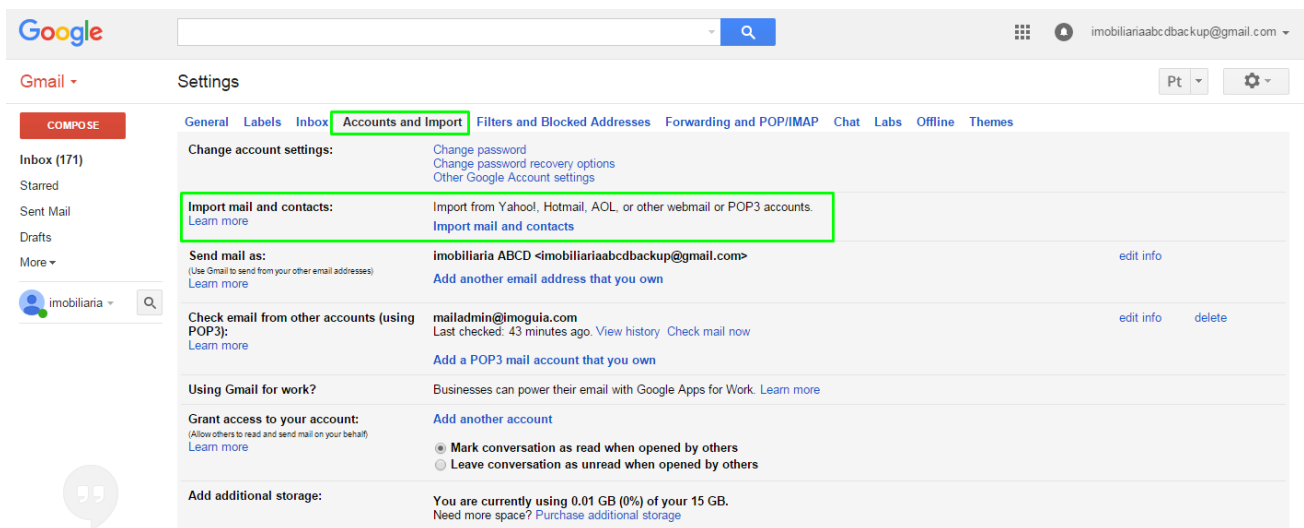 Google
imobiliariaabcdbackup@gmail.com
Gmail
Settings
Pt
COMPOSE
General Labels Inbox Accounts and Import Filters and Blocked Addresses Forwarding and POP/IMAP Chat Labs Offline Themes
Inbox (171)
Starred
Sent Mail
Drafts
More
imobiliaria
Change account settings:
Change password
Change password recovery options
Other Google Account settings
Import mail and contacts:
Learn more
Import from Yahoo!, Hotmail, AOL, or other webmail or POP3 accounts.
Import mail and contacts
Send mail as:
(Use Gmail to send from your other email addresses)
Learn more
imobiliaria ABCD <imobiliariaabcdbackup@gmail.com>
edit info
Add another email address that you own
Check email from other accounts (using
POP3):
Learn more
mailadmin@imoguia.com
edit info delete
Last checked: 43 minutes ago. View history Check mail now
Add a POP3 mail account that you own
Using Gmail for work?
Businesses can power their email with Google Apps for Work. Learn more
Grant access to your account:
(Allow others to read and send mail on your behalf)
Learn more
Add another account
Mark conversation as read when opened by others
Leave conversation as unread when opened by others
Add additional storage:
You are currently using 0.01 GB (0%) of your 15 GB.
Need more space? Purchase additional storage